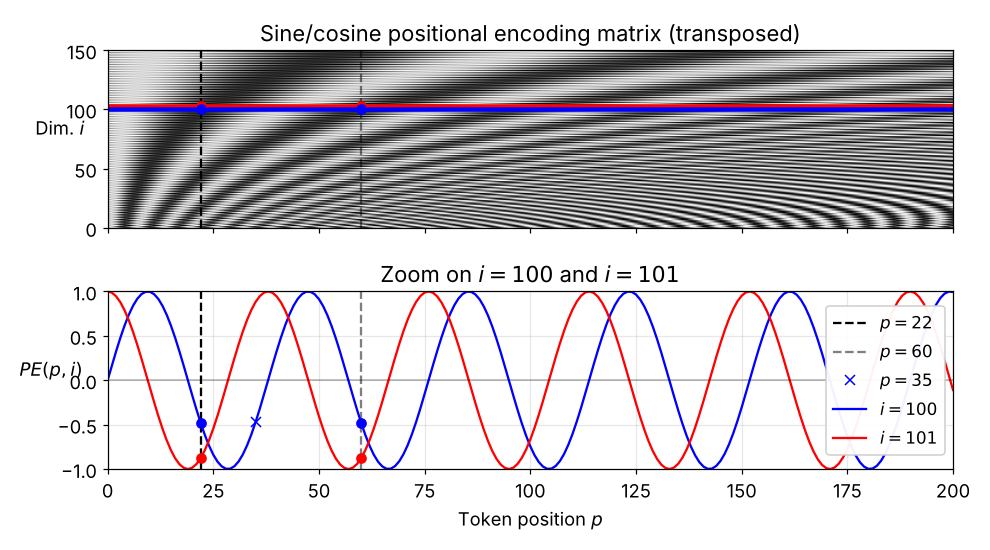 Sine/cosine positional encoding matrix (transposed)
150
100
Dim. i
50
0
Zoom on i = 100 and i = 101
1.0
0.5
PE(p, i)
0.0
−0.5
−1.0
p = 22
p = 60
p = 35
i = 100
i = 101
0 25 50 75 100 125 150 175 200
Token position p